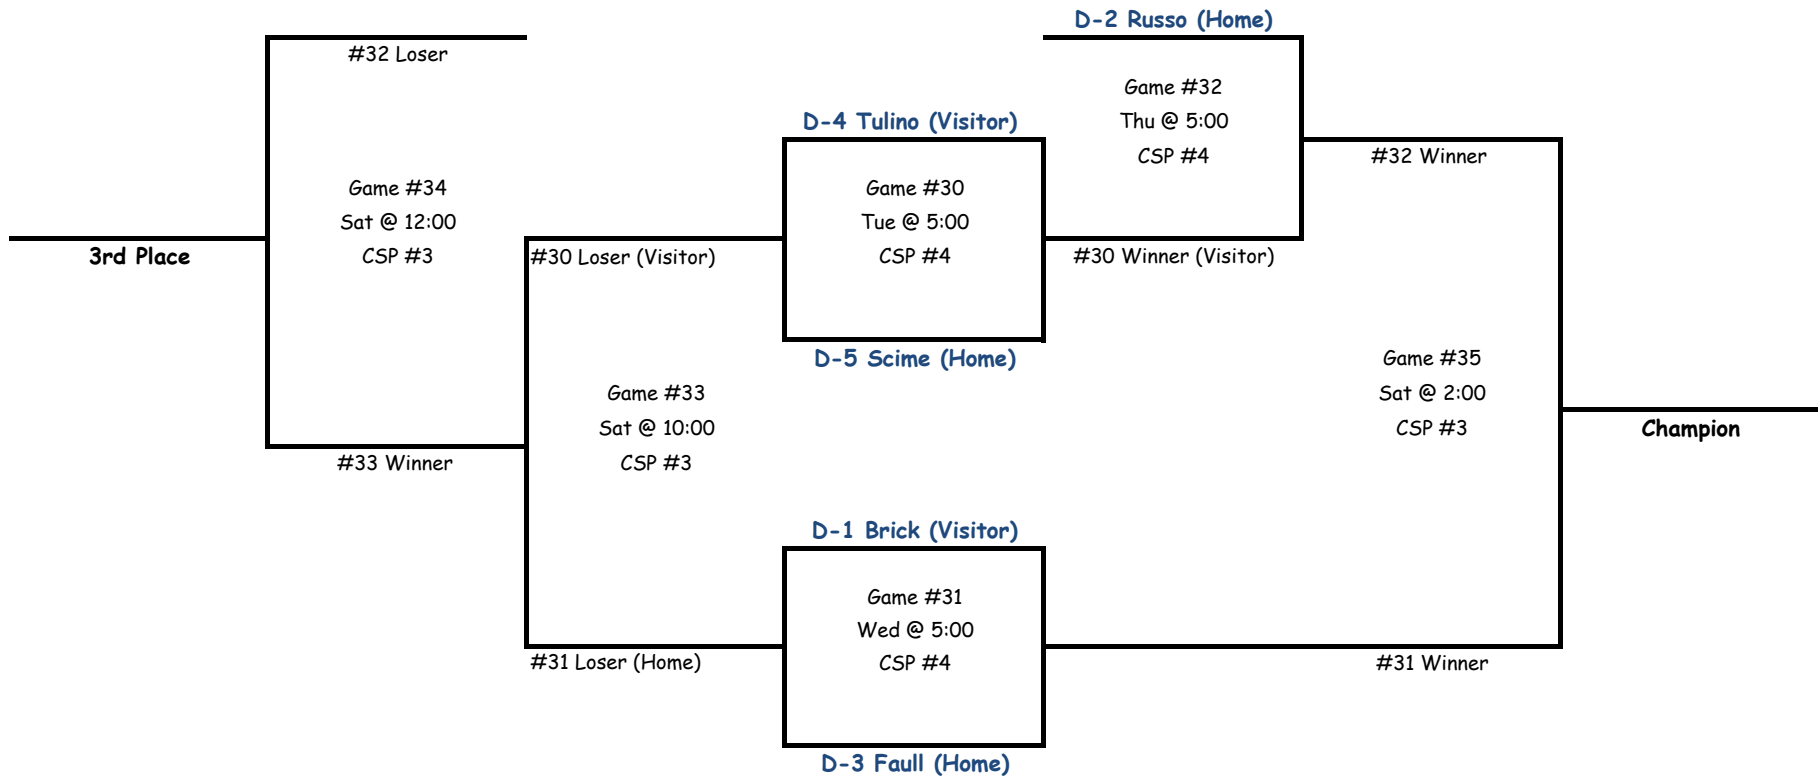 D-2 Russo (Home)
#32 Loser
Game #32
Thu @ 5:00
CSP #4
D-4 Tulino (Visitor)
#32 Winner
Game #34
Sat @ 12:00
CSP #3
Game #30
Tue @ 5:00
CSP #4
3rd Place
#30 Loser (Visitor)
#30 Winner (Visitor)
D-5 Scime (Home)
Game #33
Sat @ 10:00
CSP #3
Game #35
Sat @ 2:00
CSP #3
Champion
#33 Winner
D-1 Brick (Visitor)
Game #31
Wed @ 5:00
CSP #4
#31 Loser (Home)
#31 Winner
D-3 Faull (Home)